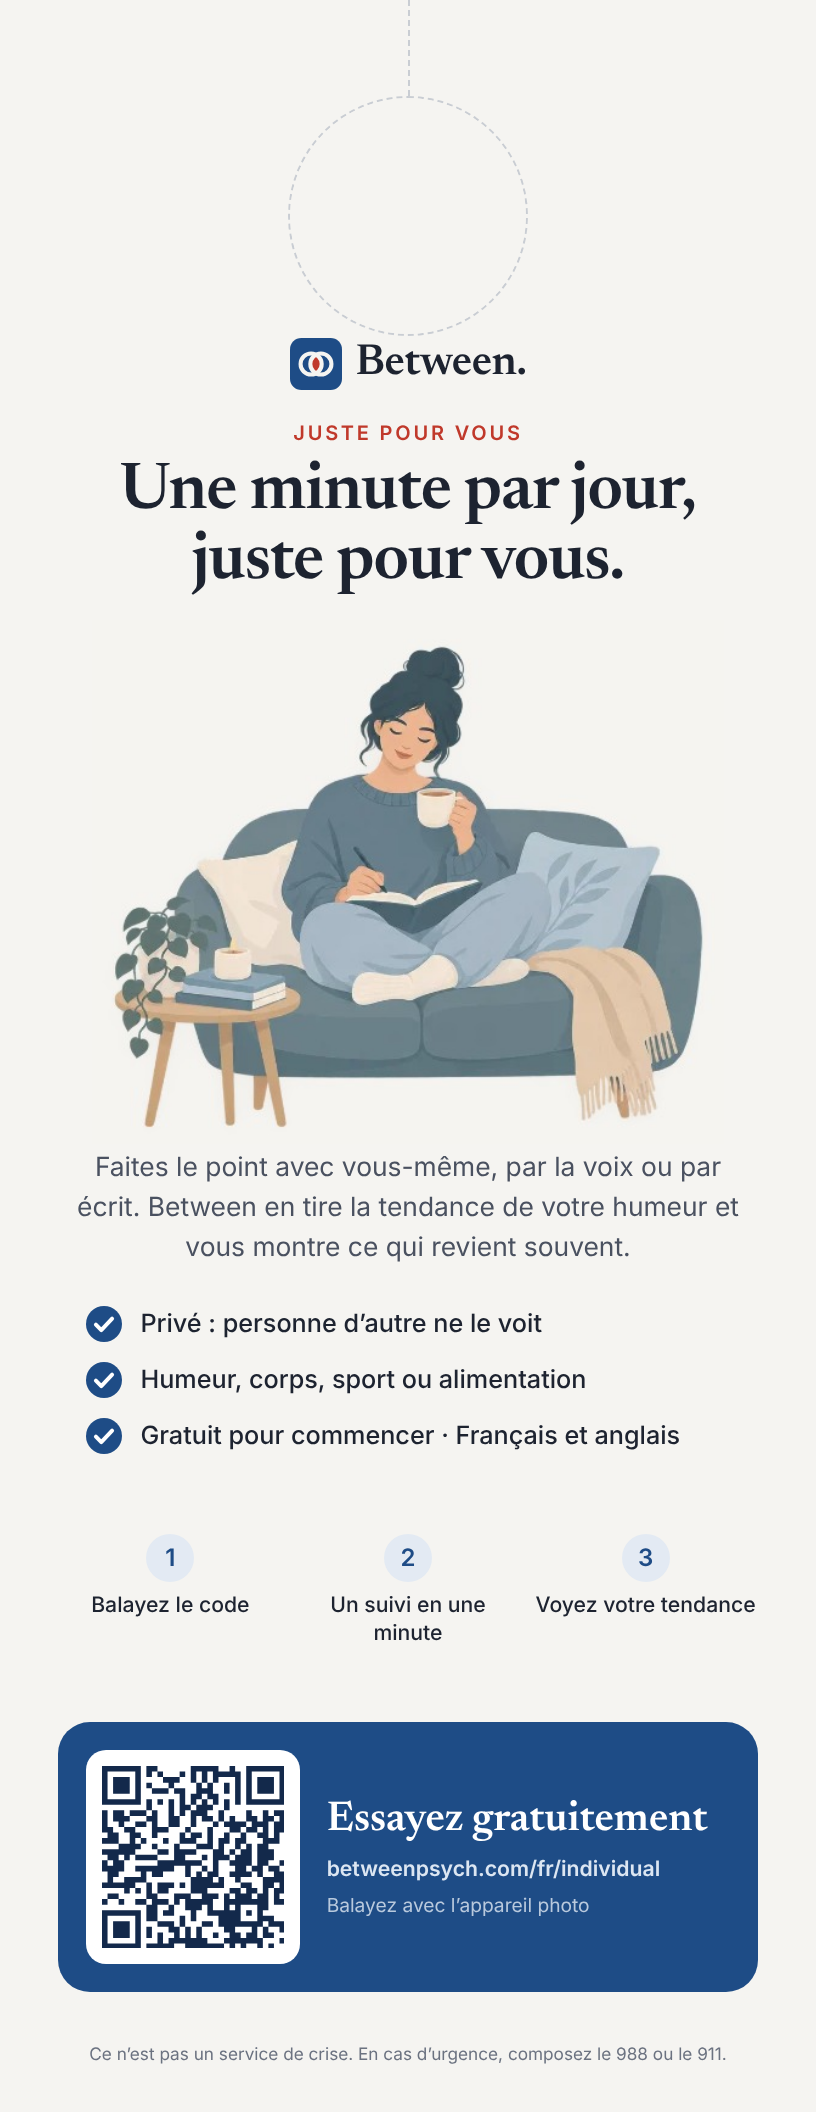 Between.
JUSTE POUR VOUS
Une minute par jour,
juste pour vous.
Faites le point avec vous-même, par la voix ou par
écrit. Between en tire la tendance de votre humeur et
vous montre ce qui revient souvent.
Privé : personne d’autre ne le voit
Humeur, corps, sport ou alimentation
Gratuit pour commencer · Français et anglais
1
Balayez le code
2
Un suivi en une
minute
3
Voyez votre tendance
Essayez gratuitement
betweenpsych.com/fr/individual
Balayez avec l’appareil photo
Ce n’est pas un service de crise. En cas d’urgence, composez le 988 ou le 911.